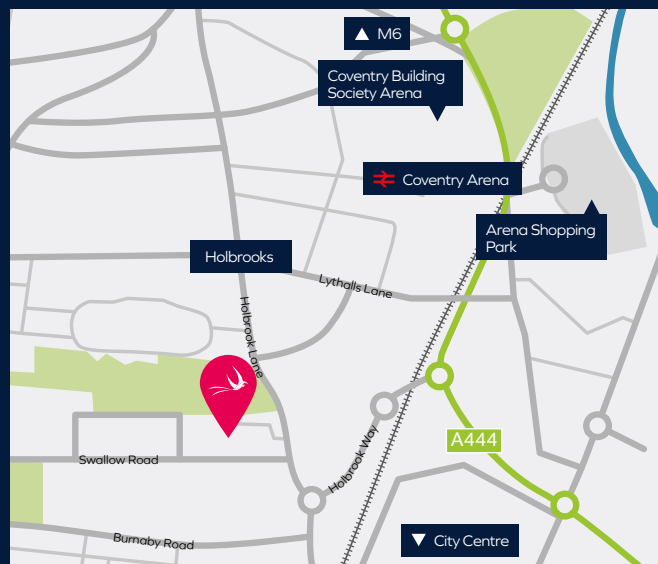 ▲ M6
Coventry Building
Society Arena
Coventry Arena
Arena Shopping
Park
Holbrooks
Lythalls Lane
Holbrook Lane
A444
Holbrook Way
Swallow Road
Burnaby Road
▼ City Centre